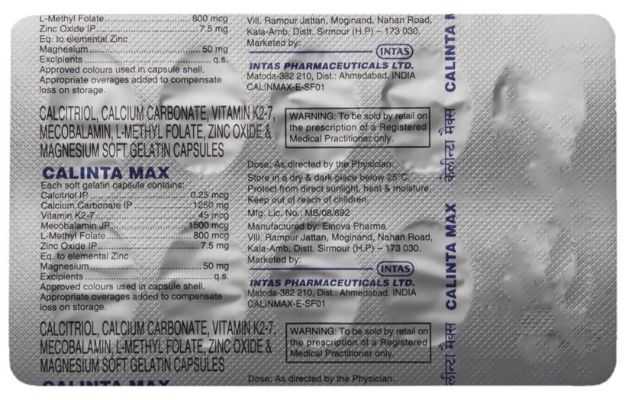 L-Methyl Folate 800 mcg
Zinc Oxide IP 7.5 mg
Eq. to elemental Zinc
Magnesium 50 mg
Excipients q.s.
Approved colours used in capsule shell.
Appropriate overages added to compensate
loss on storage.
CALCITRIOL, CALCIUM CARBONATE, VITAMIN K2-7,
MECOBALAMIN, L-METHYL FOLATE, ZINC OXIDE &
MAGNESIUM SOFT GELATIN CAPSULES
CALINTA MAX
Each soft gelatin capsule contains:
Calcitriol IP 0.25 mcg
Calcium Carbonate IP 1250 mg
Vitamin K2-7 45 mcg
Mecobalamin JP 1500 mcg
L-Methyl Folate 800 mcg
Zinc Oxide IP 7.5 mg
Eq. to elemental Zinc
Magnesium 50 mg
Excipients q.s.
Approved colours used in capsule shell.
Appropriate overages added to compensate
loss on storage.
CALCITRIOL, CALCIUM CARBONATE, VITAMIN K2-7,
MECOBALAMIN, L-METHYL FOLATE, ZINC OXIDE &
MAGNESIUM SOFT GELATIN CAPSULES
CALINTA MAX
Vill. Rampour Jattan, Moginand, Nahan Road,
Kala-Amb, Distt. Sirmour (H.P) – 173 030.
Marketed by:
INTAS
INTAS PHARMACEUTICALS LTD.
Matoda-382 210, Dist.: Ahmedabad, INDIA
CALINMAX-E-SF01
WARNING: To be sold by retail on
the prescription of a Registered
Medical Practitioner only.
Dose: As directed by the Physician.
Store in a dry & dark place below 25°C.
Protect from direct sunlight, heat & moisture.
Keep out of reach of children.
Mfg. Lic. No.: MB/08/692
Manufactured by: Einova Pharma
Vill. Rampur Jattan, Moginand, Nahan Road,
Kala-Amb, Distt. Sirmour (H.P) – 173 030.
Marketed by:
INTAS
INTAS PHARMACEUTICALS LTD.
Matoda-382 210, Dist.: Ahmedabad, INDIA
CALINMAX-E-SF01
WARNING: To be sold by retail on
the prescription of a Registered
Medical Practitioner only.
Dose: As directed by the Physician.
CALINTA M
कैलीन्टा मैक्स
CALINTA MAX
मैक्स